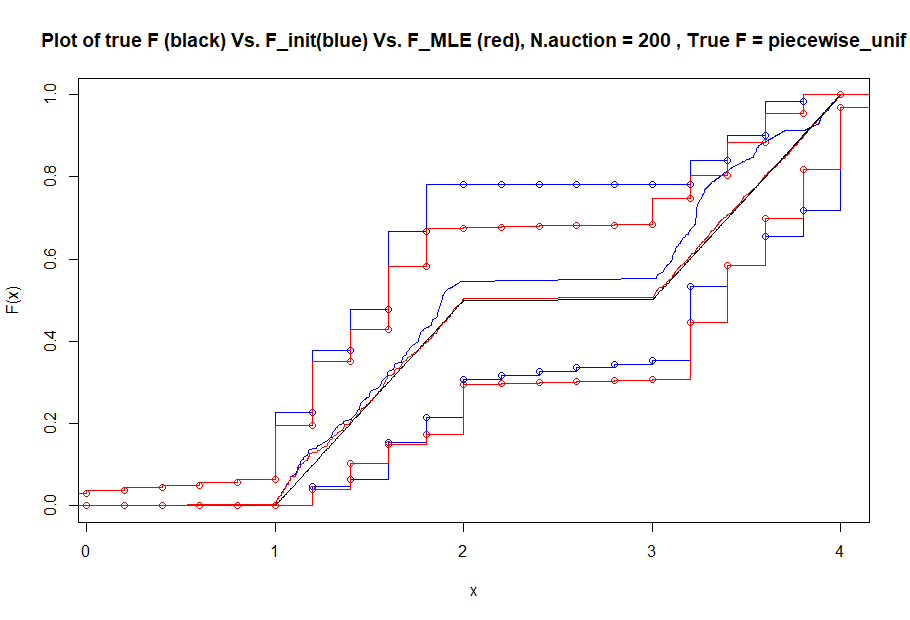 Plot of true F (black) Vs. F_init(blue) Vs. F_MLE (red), N.auction = 200 , True F = piecewise_unif
1.0
0.8
0.6
0.4
0.2
0.0
F(x)
0 1 2 3 4
x